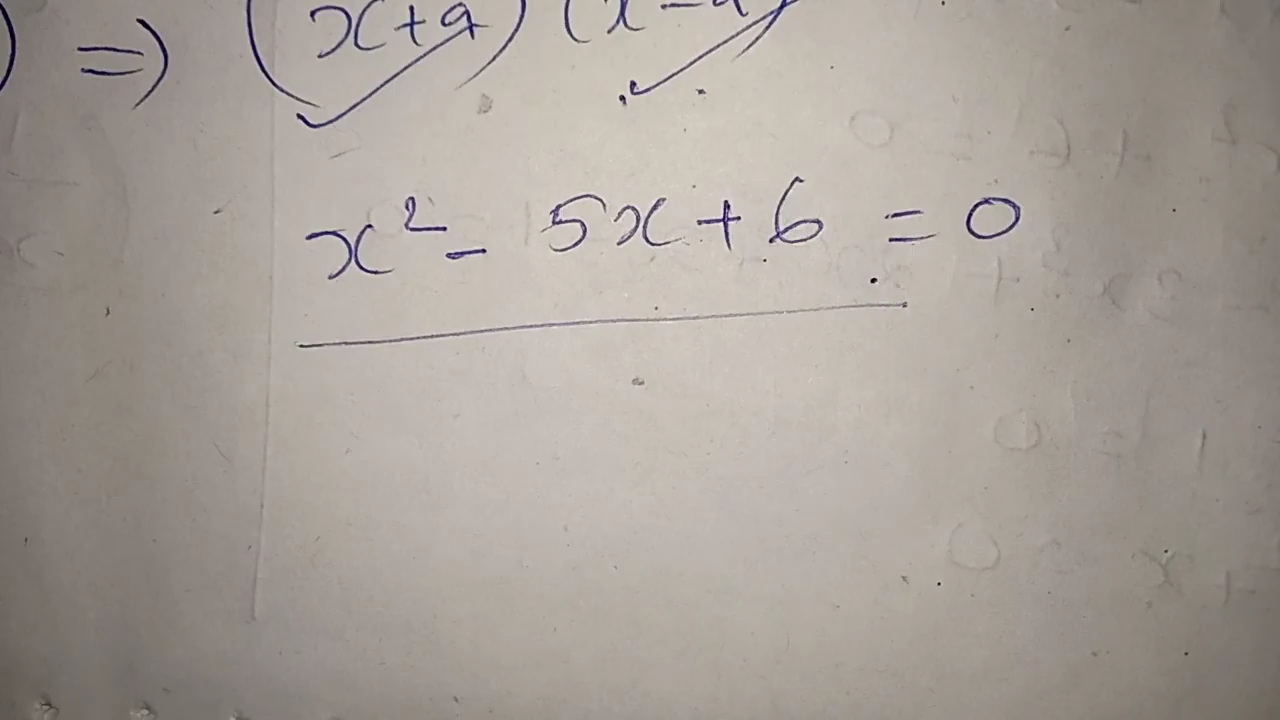 ) ⇒ (x+a) (x-a)
x² - 5x + 6 = 0